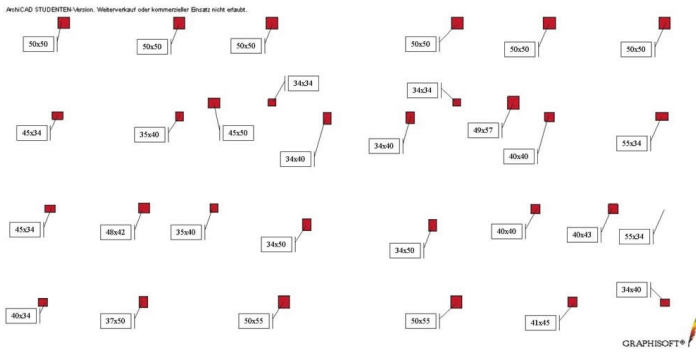 ArchiCAD STUDENTEN-Version. Weiterverkauf oder kommerzieller Einsatz nicht erlaubt.
50x50
50x50
50x50
50x50
50x50
50x50
34x34
34x34
45x34
35x40
45x50
34x40
34x40
49x57
40x40
55x34
45x34
48x42
35x40
34x50
34x50
40x40
40x43
55x34
34x40
40x34
37x50
50x55
50x55
41x45
GRAPHISOFT®